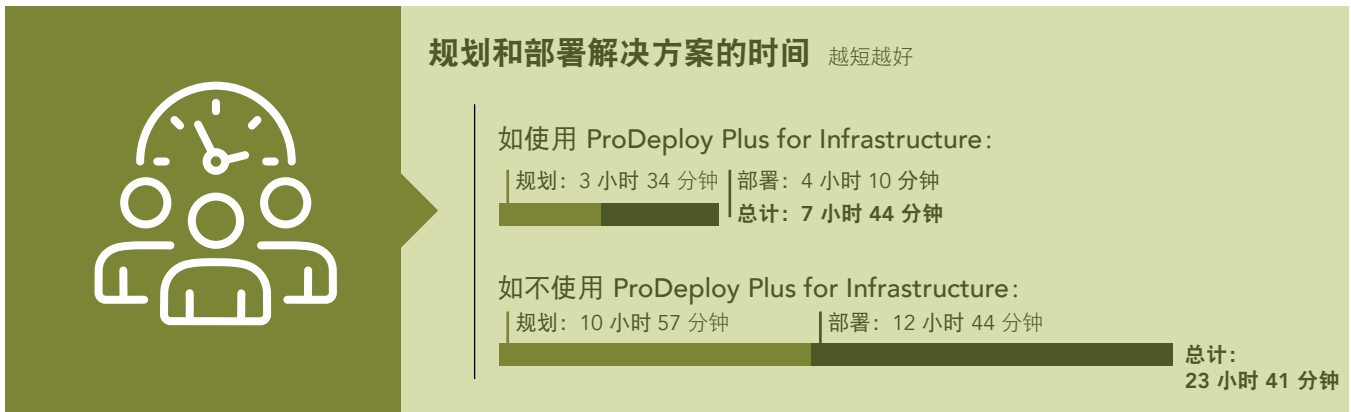 规划和部署解决方案的时间 越短越好
如使用 ProDeploy Plus for Infrastructure：
规划：3 小时 34 分钟 部署：4 小时 10 分钟
总计：7 小时 44 分钟
如不使用 ProDeploy Plus for Infrastructure：
规划：10 小时 57 分钟 部署：12 小时 44 分钟
总计：
23 小时 41 分钟